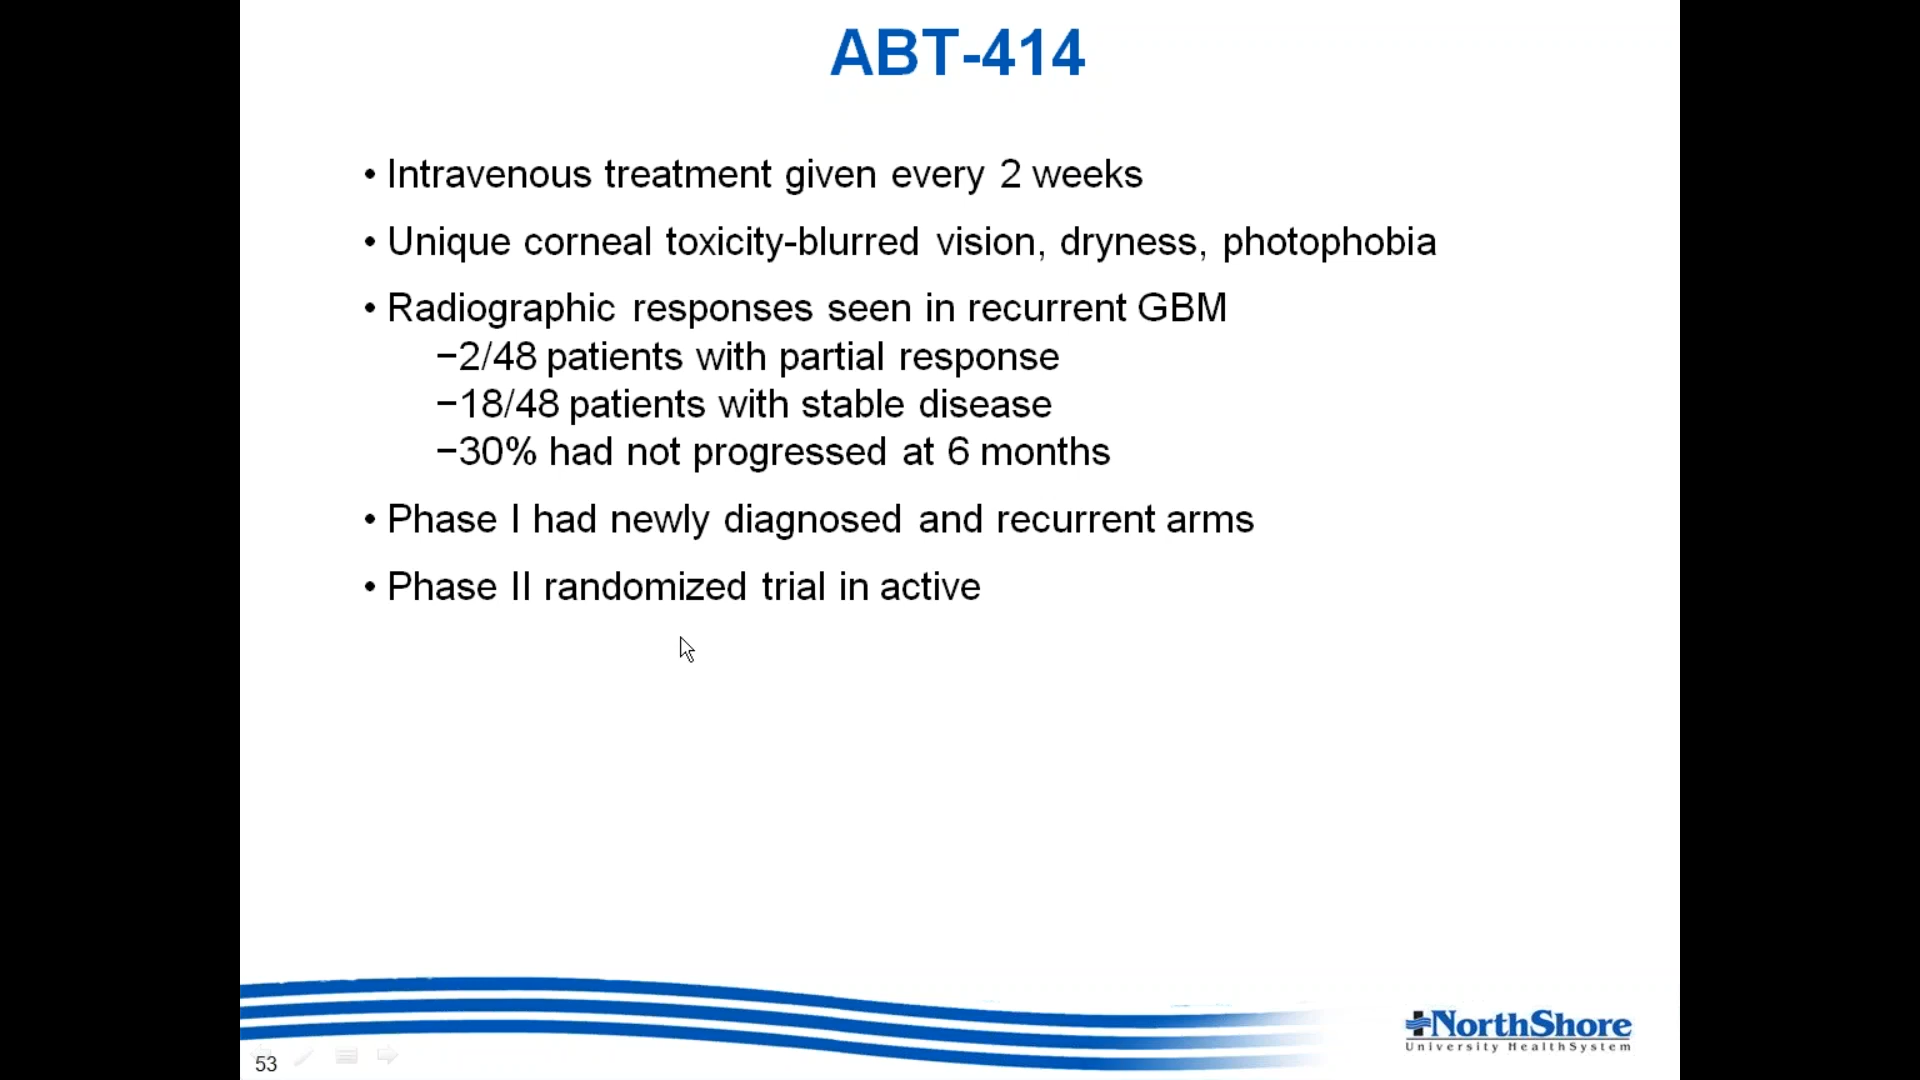 ABT-414
• Intravenous treatment given every 2 weeks
• Unique corneal toxicity-blurred vision, dryness, photophobia
• Radiographic responses seen in recurrent GBM
−2/48 patients with partial response
−18/48 patients with stable disease
−30% had not progressed at 6 months
• Phase I had newly diagnosed and recurrent arms
• Phase II randomized trial in active
NorthShore
University HealthSystem
53